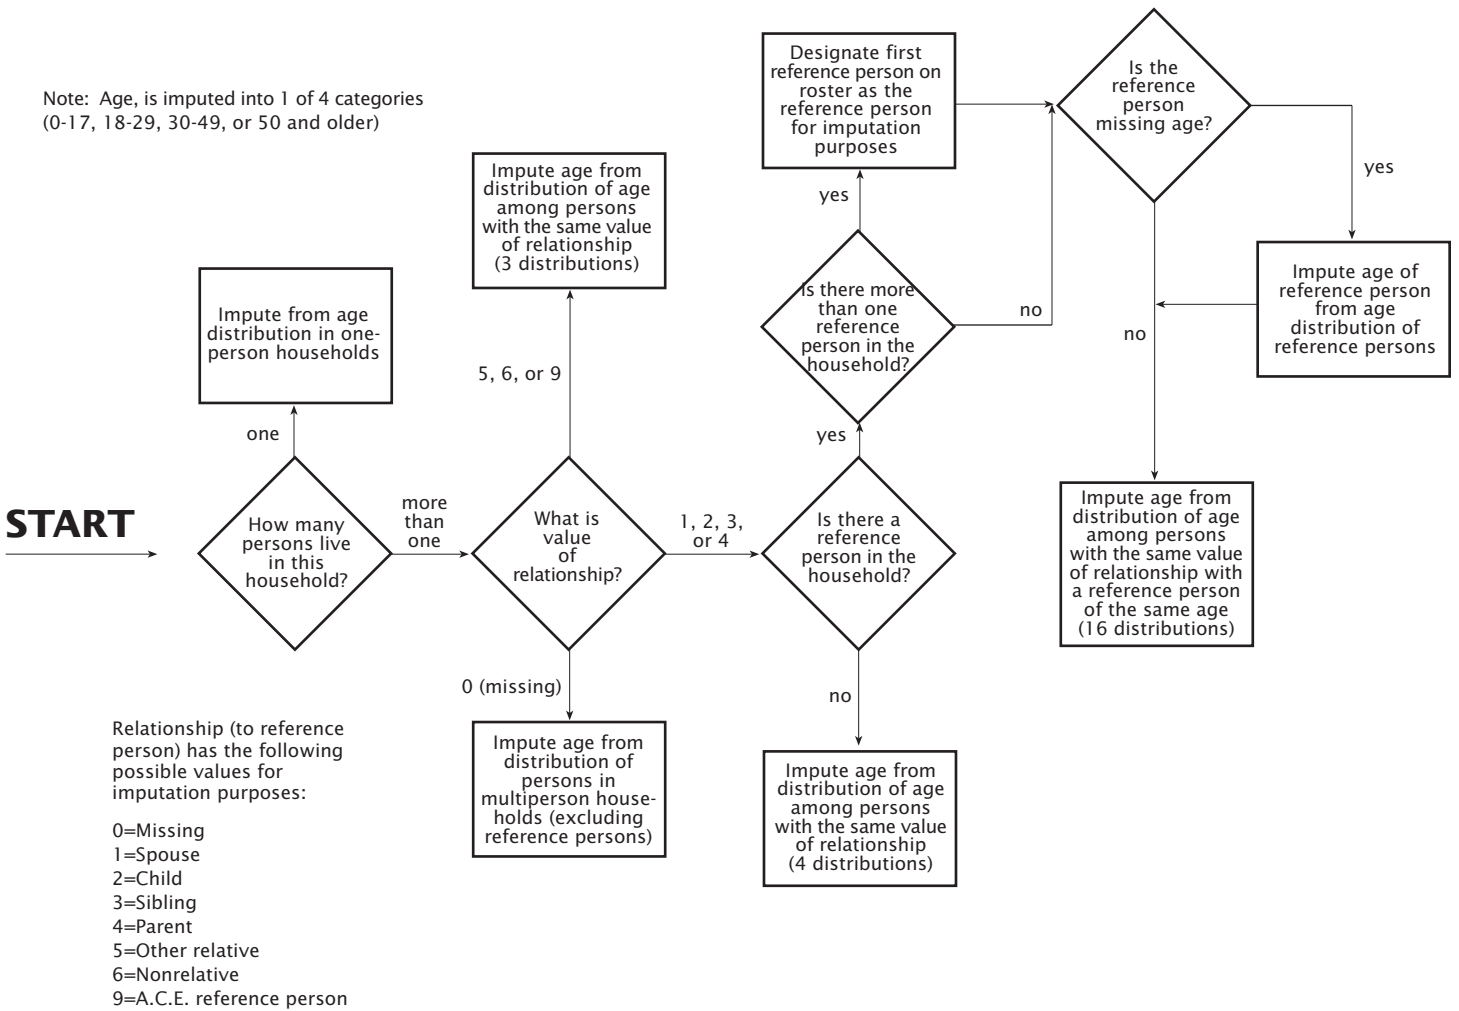 Note:  Age, is imputed into 1 of 4 categories
(0-17, 18-29, 30-49, or 50 and older)
START
How many
persons live
in this
household?
one
Impute from age
distribution in one-
person households
more
than
one
What is
value
of
relationship?
5, 6, or 9
Impute age from
distribution of age
among persons
with the same value
of relationship
(3 distributions)
0 (missing)
Impute age from
distribution of
persons in
multiperson house-
holds (excluding
reference persons)
1, 2, 3,
or 4
Is there a
reference
person in the
household?
no
Impute age from
distribution of age
among persons
with the same value
of relationship
(4 distributions)
yes
Is there more
than one
reference
person in the
household?
yes
Designate first
reference person on
roster as the
reference person
for imputation
purposes
no
Is the
reference
person
missing age?
yes
Impute age of
reference person
from age
distribution of
reference persons
no
Impute age from
distribution of age
among persons
with the same value
of relationship with
a reference person
of the same age
(16 distributions)
Relationship (to reference
person) has the following
possible values for
imputation purposes:
0=Missing
1=Spouse
2=Child
3=Sibling
4=Parent
5=Other relative
6=Nonrelative
9=A.C.E. reference person